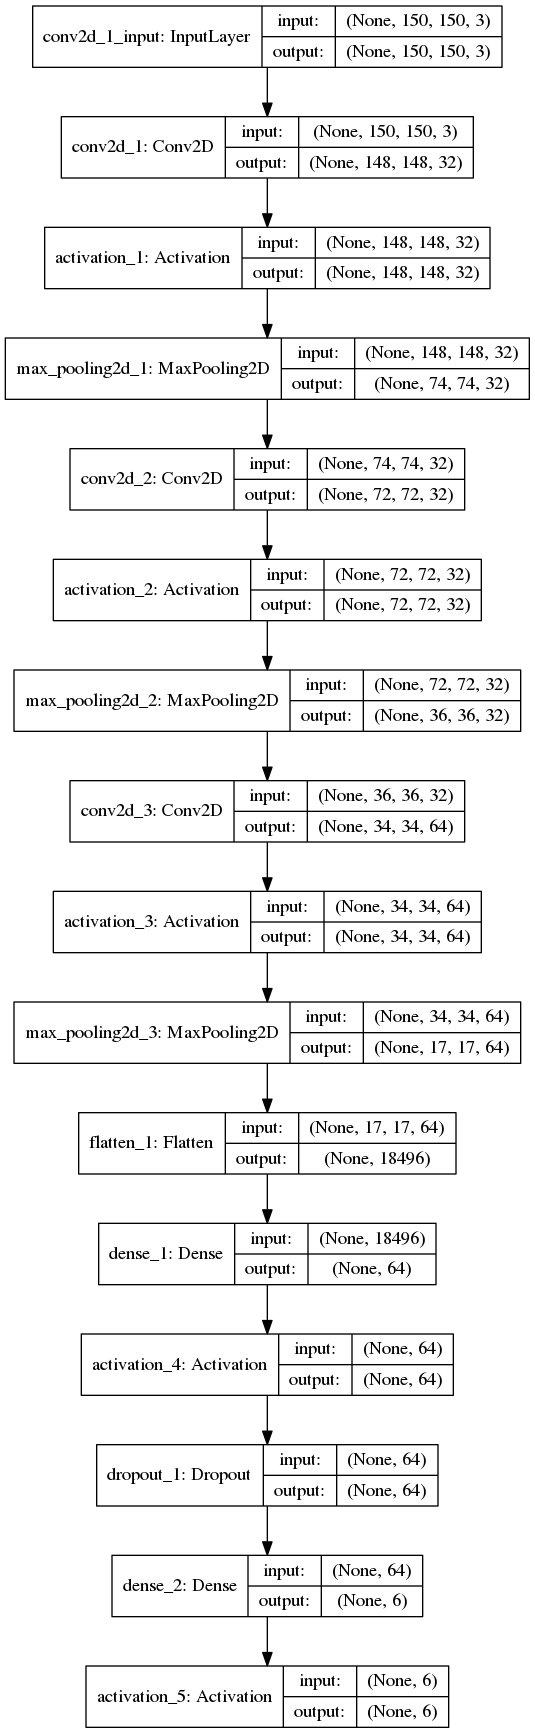 conv2d_1_input: InputLayer
input: (None, 150, 150, 3)
output: (None, 150, 150, 3)
conv2d_1: Conv2D
input: (None, 150, 150, 3)
output: (None, 148, 148, 32)
activation_1: Activation
input: (None, 148, 148, 32)
output: (None, 148, 148, 32)
max_pooling2d_1: MaxPooling2D
input: (None, 148, 148, 32)
output: (None, 74, 74, 32)
conv2d_2: Conv2D
input: (None, 74, 74, 32)
output: (None, 72, 72, 32)
activation_2: Activation
input: (None, 72, 72, 32)
output: (None, 72, 72, 32)
max_pooling2d_2: MaxPooling2D
input: (None, 72, 72, 32)
output: (None, 36, 36, 32)
conv2d_3: Conv2D
input: (None, 36, 36, 32)
output: (None, 34, 34, 64)
activation_3: Activation
input: (None, 34, 34, 64)
output: (None, 34, 34, 64)
max_pooling2d_3: MaxPooling2D
input: (None, 34, 34, 64)
output: (None, 17, 17, 64)
flatten_1: Flatten
input: (None, 17, 17, 64)
output: (None, 18496)
dense_1: Dense
input: (None, 18496)
output: (None, 64)
activation_4: Activation
input: (None, 64)
output: (None, 64)
dropout_1: Dropout
input: (None, 64)
output: (None, 64)
dense_2: Dense
input: (None, 64)
output: (None, 6)
activation_5: Activation
input: (None, 6)
output: (None, 6)